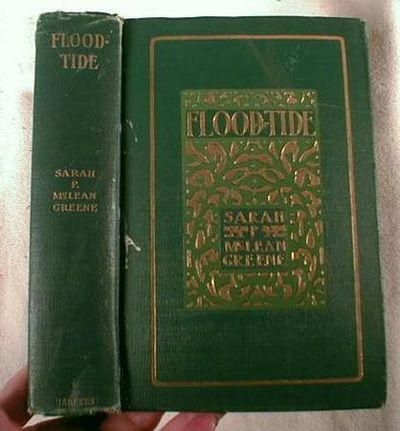 FLOOD-
TIDE
SARAH
P.
McLEAN
GREENE
HARPERS
FLOOD-TIDE
SARAH
P
McLEAN
GREENE